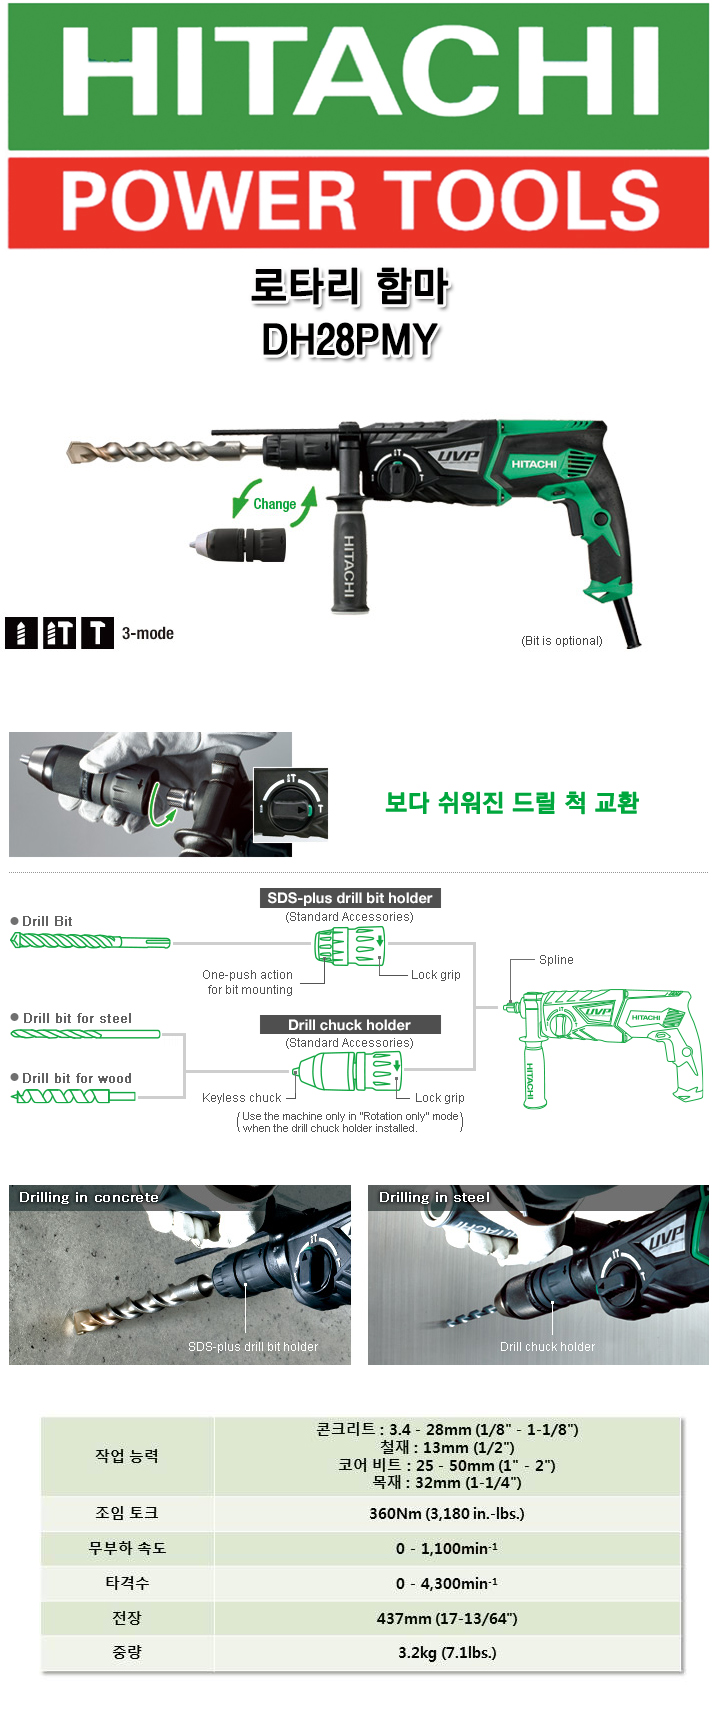 HITACHI
POWER TOOLS
로타리 함마
DH28PMY
UVP
HITACHI
Change
HITACHI
3-mode
(Bit is optional)
보다 쉬워진 드릴 척 교환
SDS-plus drill bit holder
(Standard Accessories)
Drill Bit
One-push action
for bit mounting
Lock grip
Spline
Drill bit for steel
Drill chuck holder
(Standard Accessories)
UVP
HITACHI
HITACHI
Drill bit for wood
Keyless chuck
Lock grip
(Use the machine only in "Rotation only" mode
when the drill chuck holder installed.)
Drilling in concrete
SDS-plus drill bit holder
Drilling in steel
HITACHI
UVP
Drill chuck holder
작업 능력
콘크리트 : 3.4 - 28mm (1/8" - 1-1/8")
철재 : 13mm (1/2")
코어 비트 : 25 - 50mm (1" - 2")
목재 : 32mm (1-1/4")
조임 토크 360Nm (3,180 in.-lbs.)
무부하 속도 0 - 1,100min-1
타격수 0 - 4,300min-1
전장 437mm (17-13/64")
중량 3.2kg (7.1lbs.)